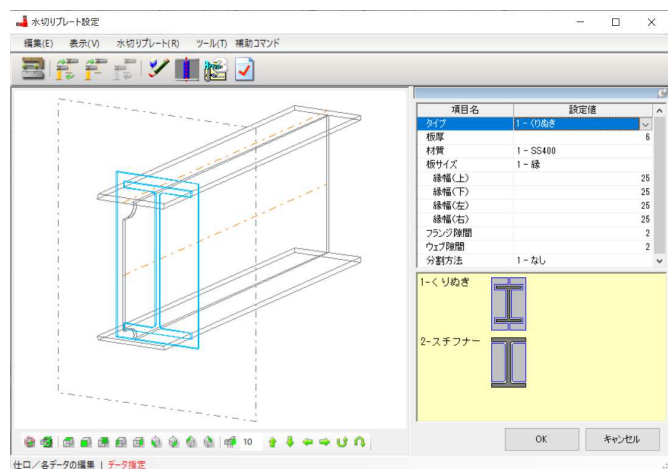 水切りプレート設定
編集(E) 表示(V) 水切りプレート(R) ツール(T) 補助コマンド
項目名 設定値
タイプ 1 - くりぬき
板厚 6
材質 1 - SS400
板サイズ 1 - 縁
縁幅(上) 25
縁幅(下) 25
縁幅(左) 25
縁幅(右) 25
フランジ隙間 2
ウェブ隙間 2
分割方法 1 - なし
1-くりぬき
2-スチフナー
10
OK キャンセル
仕口/各データの編集 | データ指定